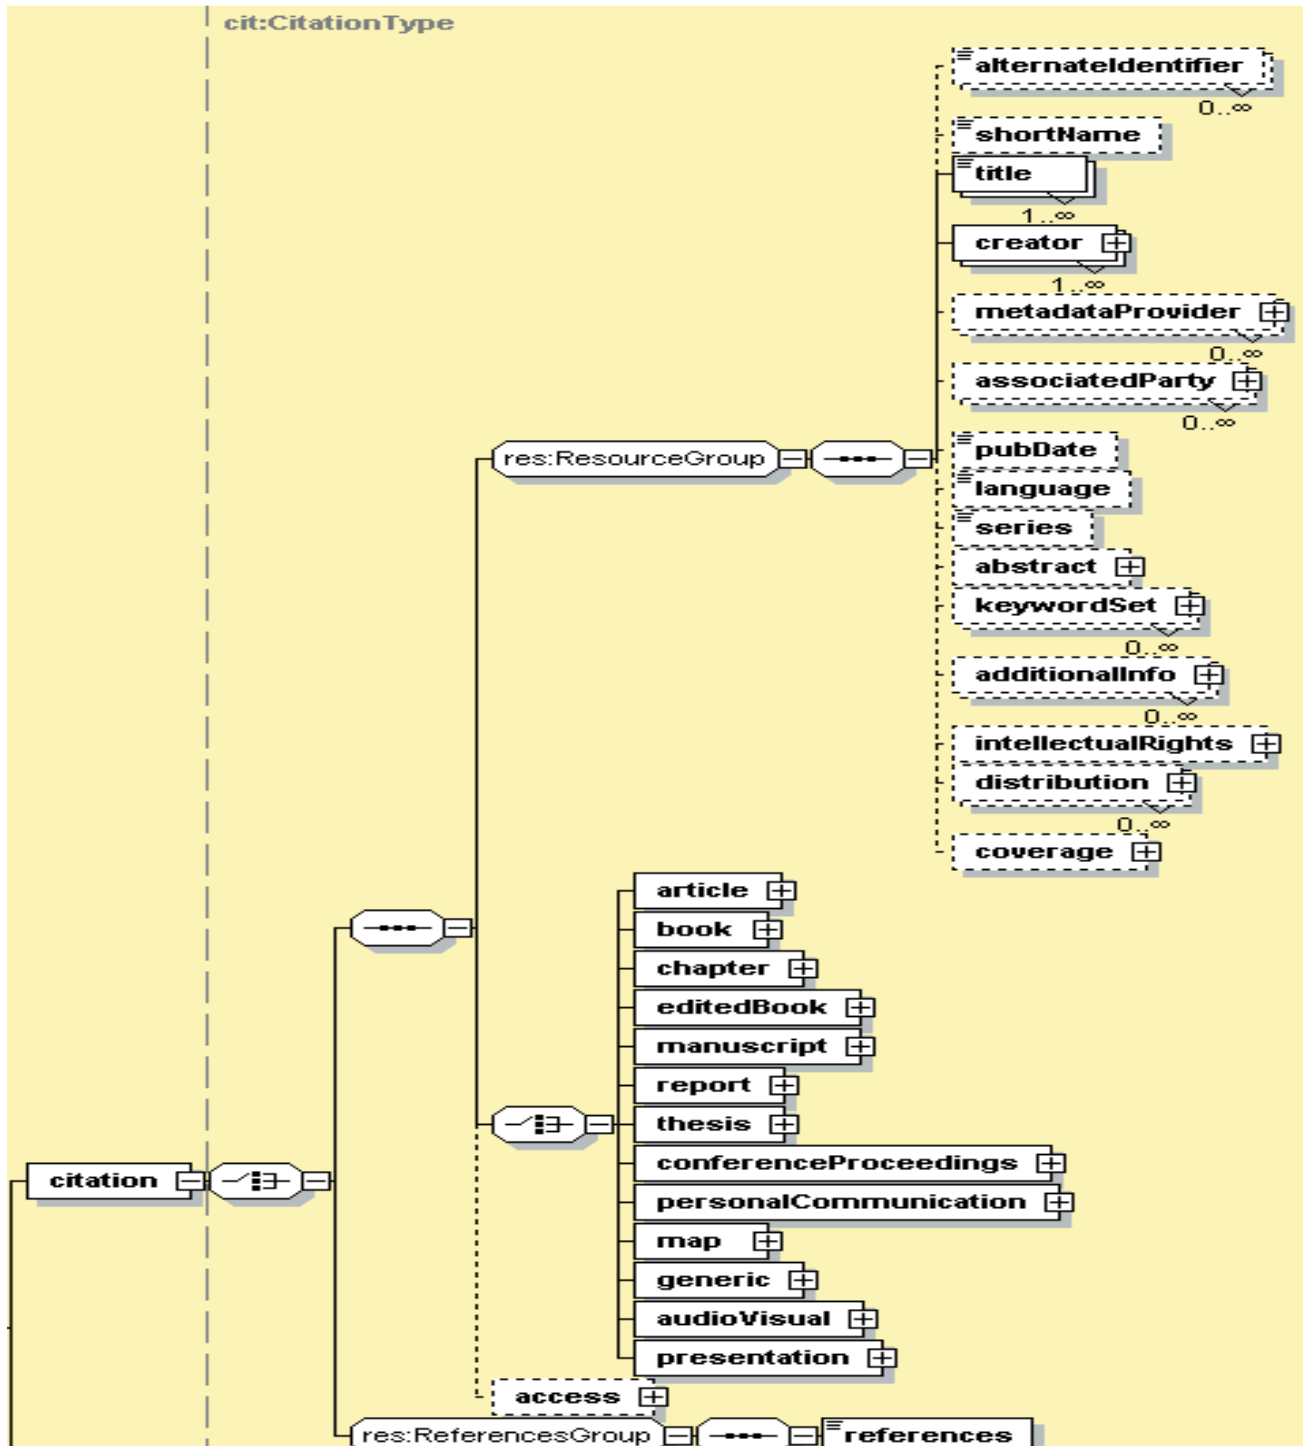 cit:CitationType
alternateIdentifier
0..∞
shortName
title
1..∞
creator
1..∞
metadataProvider
0..∞
associatedParty
0..∞
res:ResourceGroup
pubDate
language
series
abstract
keywordSet
0..∞
additionalInfo
0..∞
intellectualRights
distribution
0..∞
coverage
article
book
chapter
editedBook
manuscript
report
thesis
citation
conferenceProceedings
personalCommunication
map
generic
audioVisual
presentation
access
res:ReferencesGroup
references